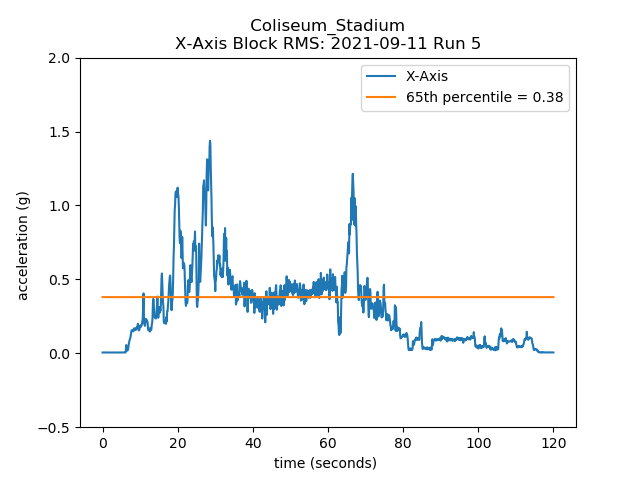 Coliseum_Stadium
X-Axis Block RMS: 2021-09-11 Run 5
2.0
X-Axis
65th percentile = 0.38
1.5
1.0
0.5
0.0
−0.5
acceleration (g)
0 20 40 60 80 100 120
time (seconds)